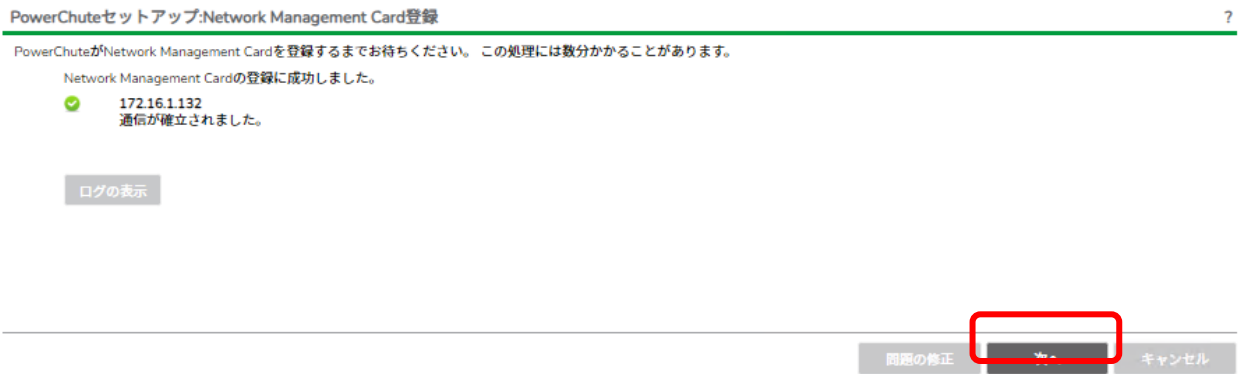 PowerChuteセットアップ:Network Management Card登録
?
PowerChuteがNetwork Management Cardを登録するまでお待ちください。 この処理には数分かかることがあります。
Network Management Cardの登録に成功しました。
172.16.1.132
通信が確立されました。
ログの表示
問題の修正
次へ
キャンセル